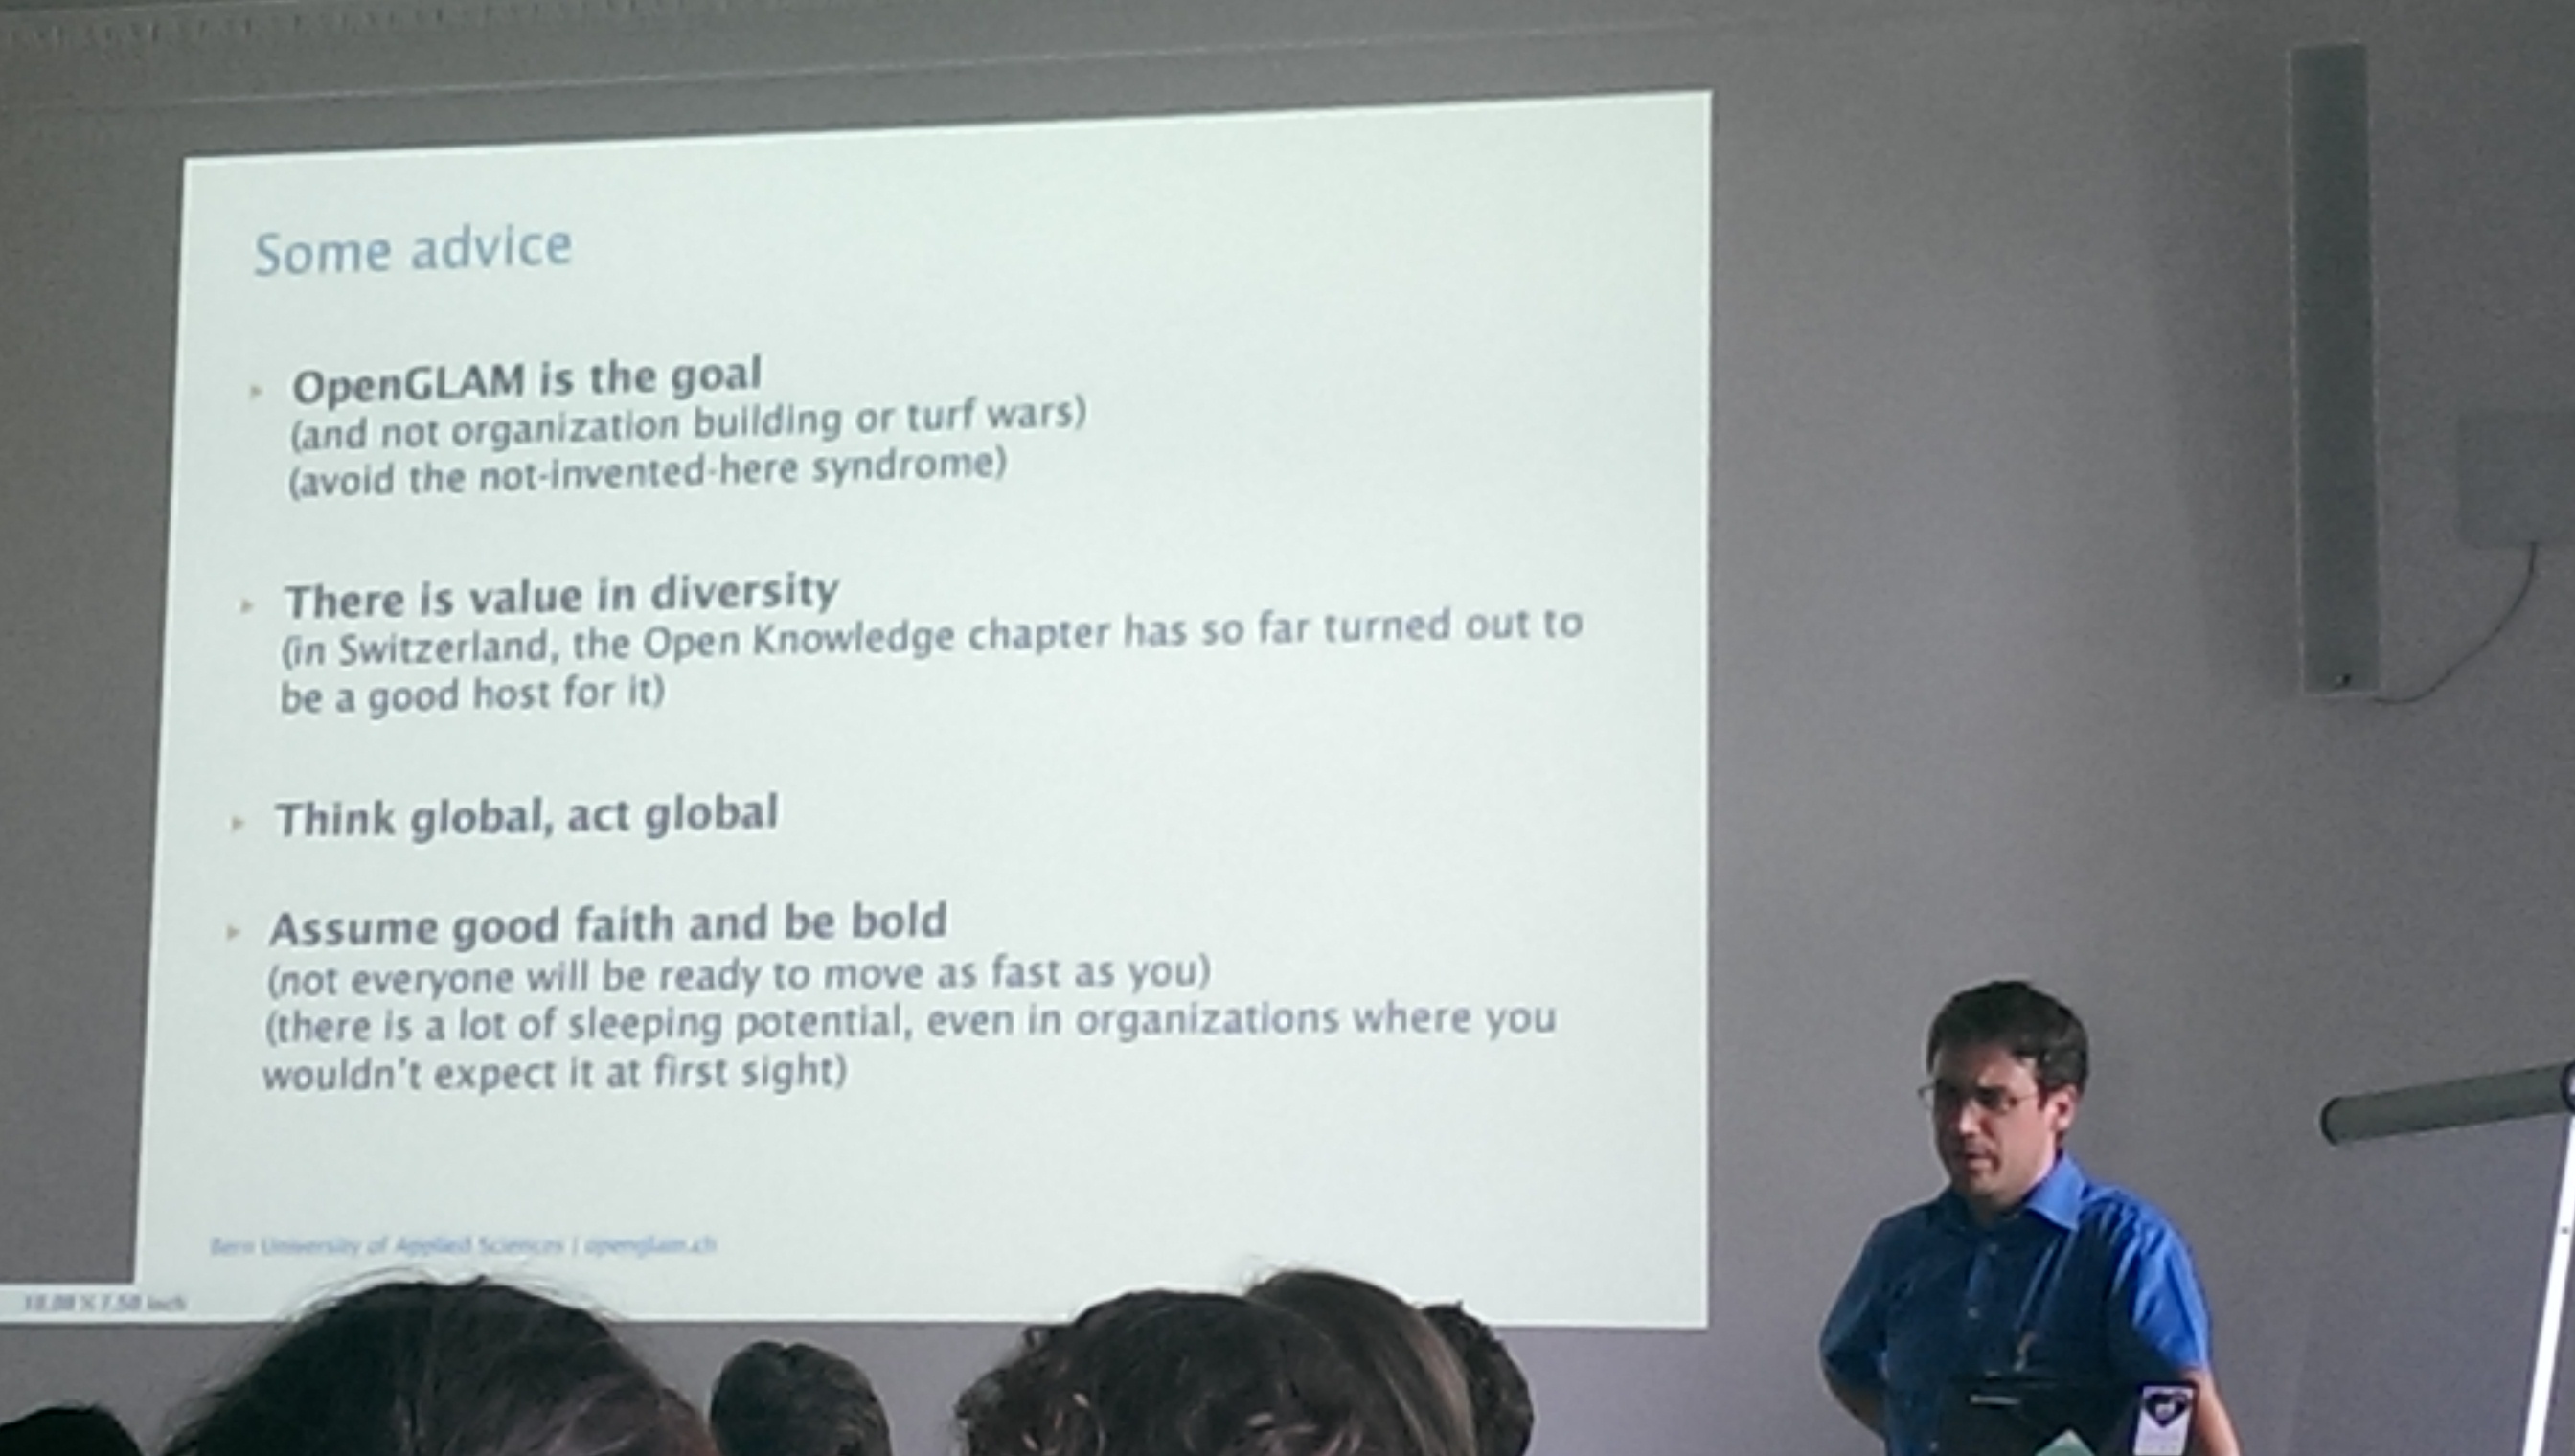 Some advice
OpenGLAM is the goal
(and not organization building or turf wars)
(avoid the not-invented-here syndrome)
There is value in diversity
(in Switzerland, the Open Knowledge chapter has so far turned out to
be a good host for it)
Think global, act global
Assume good faith and be bold
(not everyone will be ready to move as fast as you)
(there is a lot of sleeping potential, even in organizations where you
wouldn't expect it at first sight)
Bern University of Applied Sciences | openglam.ch
10.00 X 7.50 inch